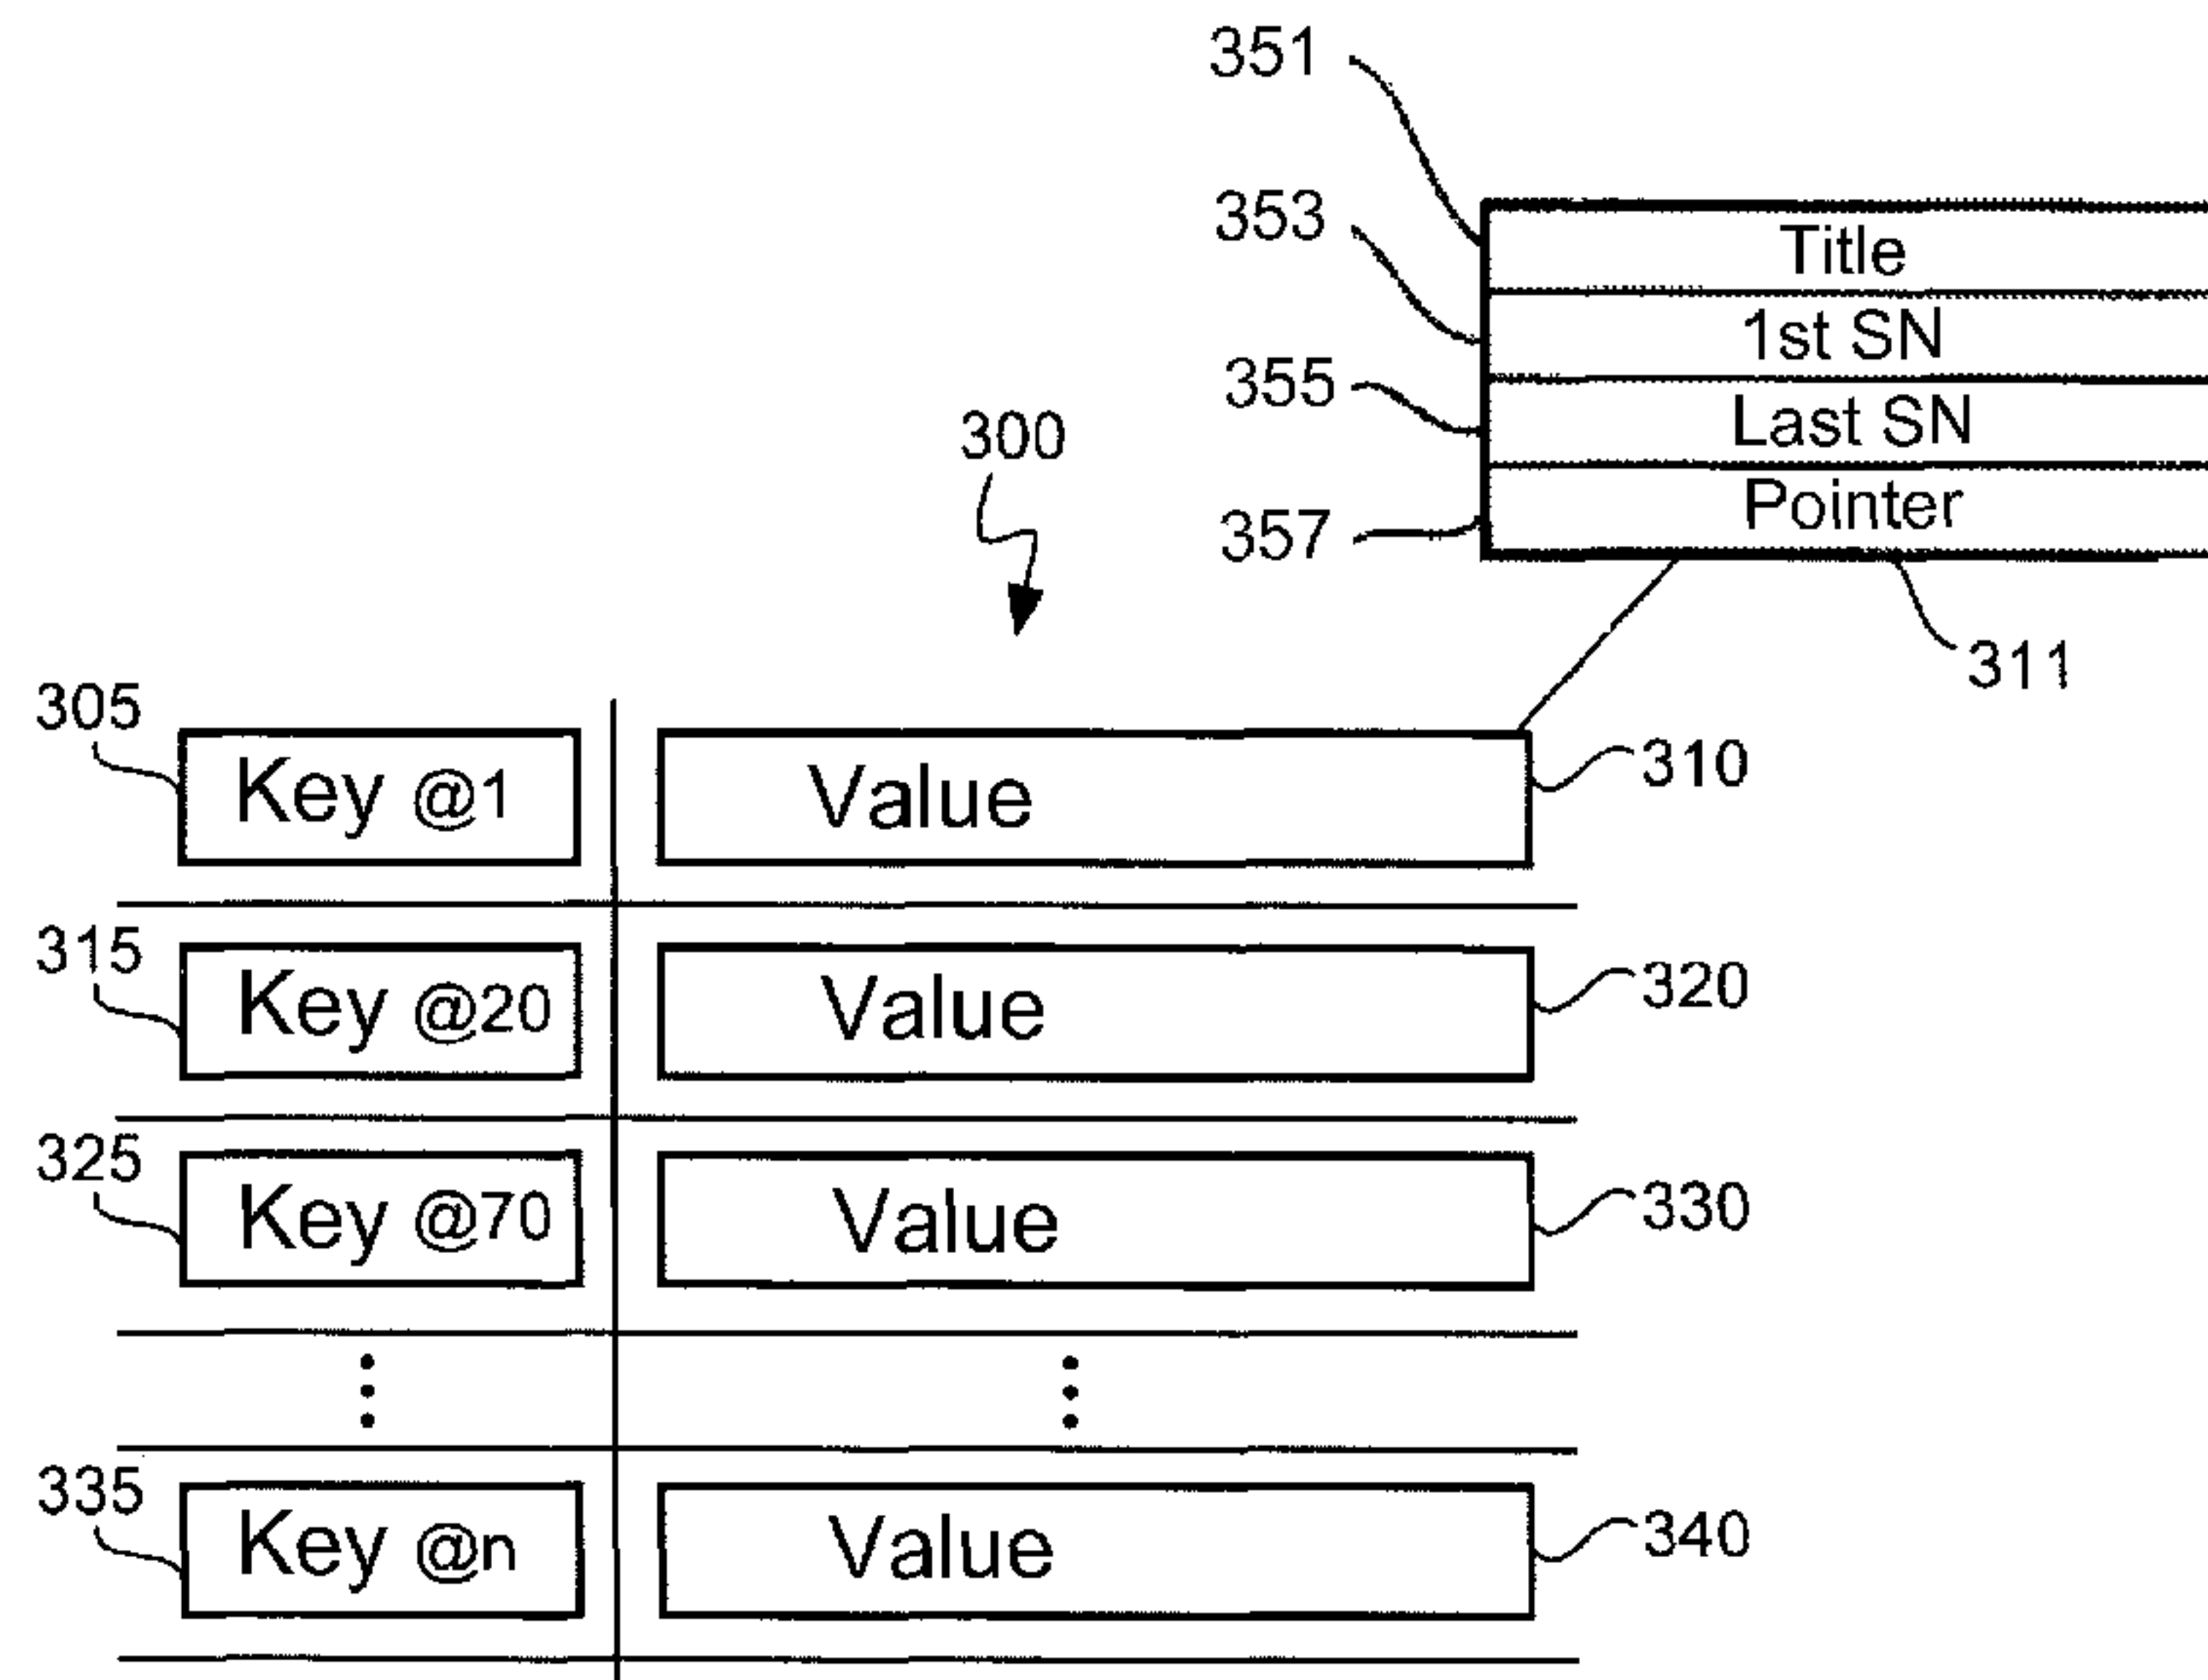 351
Title
353
1st SN
355
Last SN
300
Pointer
357
311
305
Key @1
Value
310
315
Key @20
Value
320
325
Key @70
Value
330
335
Key @n
Value
340